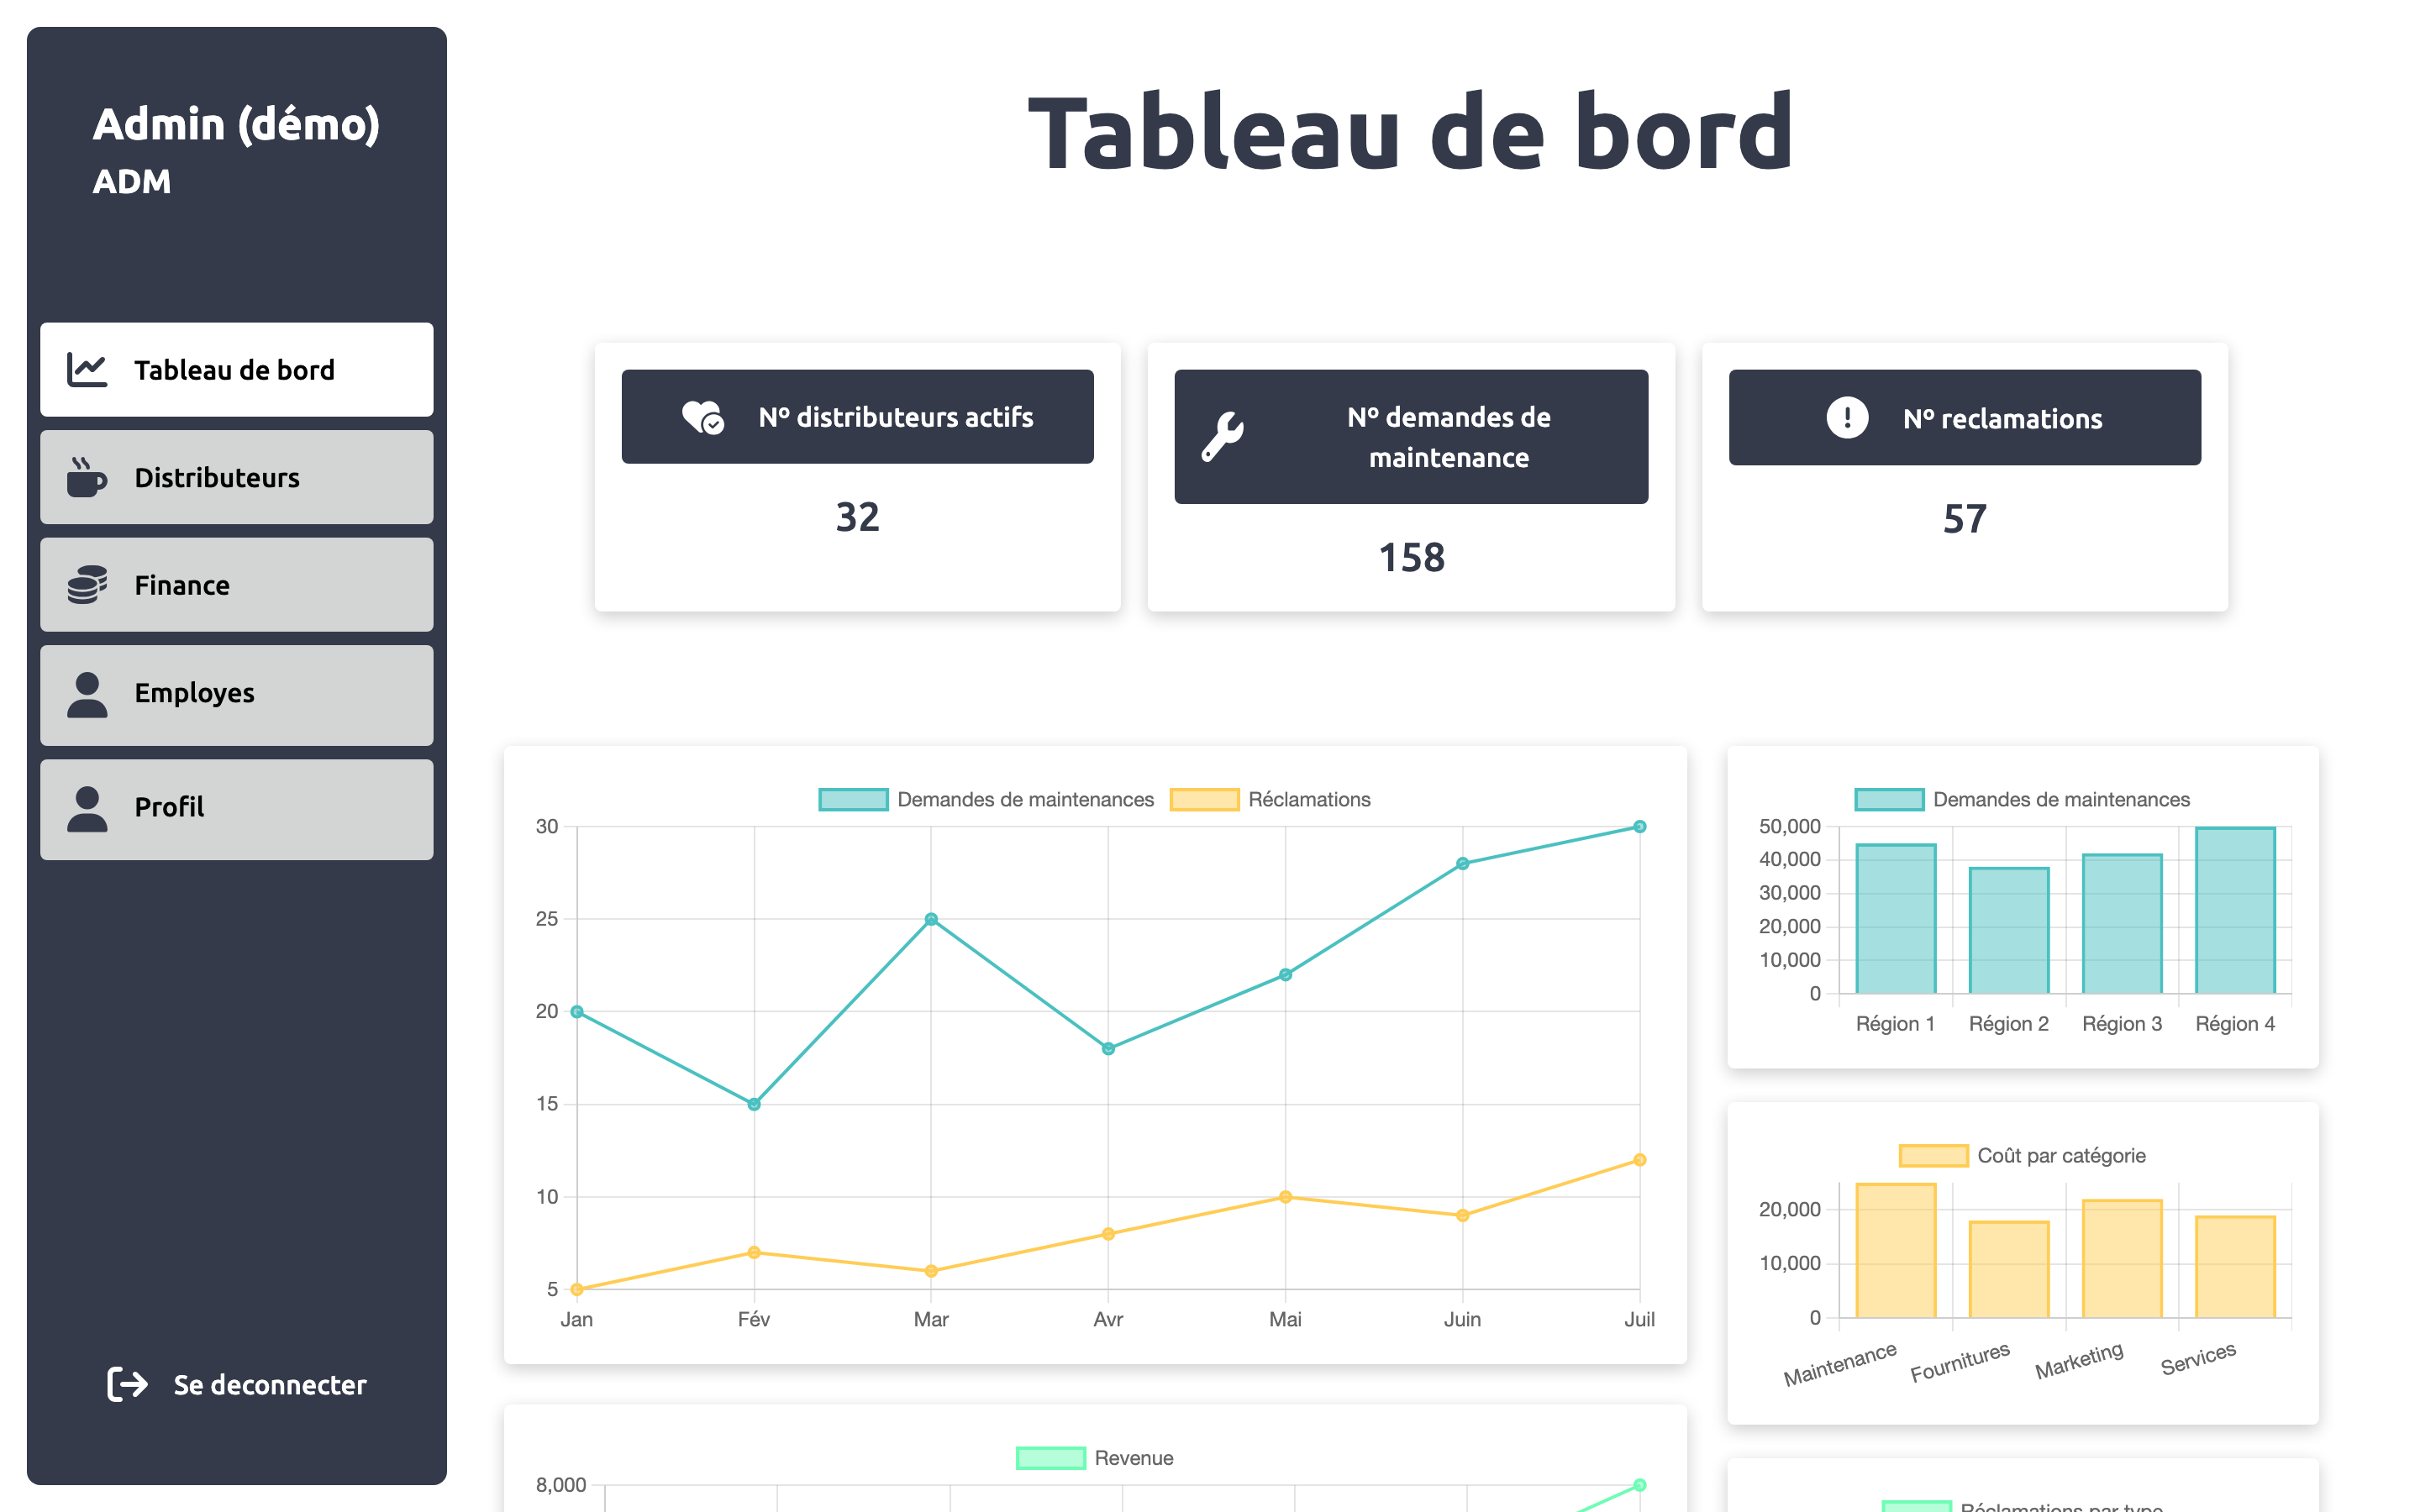 Admin (démo)
ADM
Tableau de bord
Distributeurs
Finance
Employes
Profil
Se deconnecter
Tableau de bord
Nº distributeurs actifs
32
Nº demandes de
maintenance
158
Nº reclamations
57
Demandes de maintenances Réclamations
30
25
20
15
10
5
Jan Fév Mar Avr Mai Juin Juil
Demandes de maintenances
50,000
40,000
30,000
20,000
10,000
0
Région 1 Région 2 Région 3 Région 4
Coût par catégorie
20,000
10,000
0
Maintenance Fournitures Marketing Services
Revenue
8,000
Réclamations par type